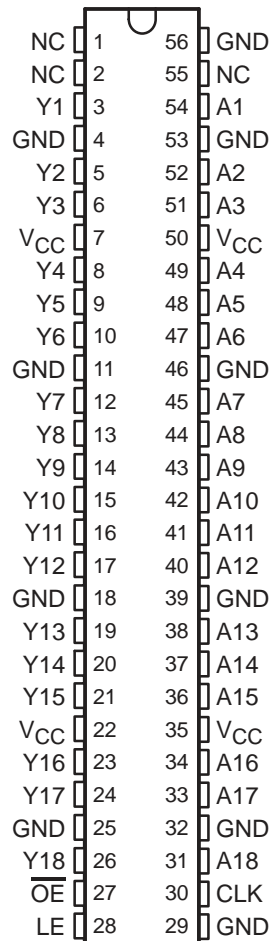 NC 1 56 GND
NC 2 55 NC
Y1 3 54 A1
GND 4 53 GND
Y2 5 52 A2
Y3 6 51 A3
VCC 7 50 VCC
Y4 8 49 A4
Y5 9 48 A5
Y6 10 47 A6
GND 11 46 GND
Y7 12 45 A7
Y8 13 44 A8
Y9 14 43 A9
Y10 15 42 A10
Y11 16 41 A11
Y12 17 40 A12
GND 18 39 GND
Y13 19 38 A13
Y14 20 37 A14
Y15 21 36 A15
VCC 22 35 VCC
Y16 23 34 A16
Y17 24 33 A17
GND 25 32 GND
Y18 26 31 A18
O̅E̅ 27 30 CLK
LE 28 29 GND